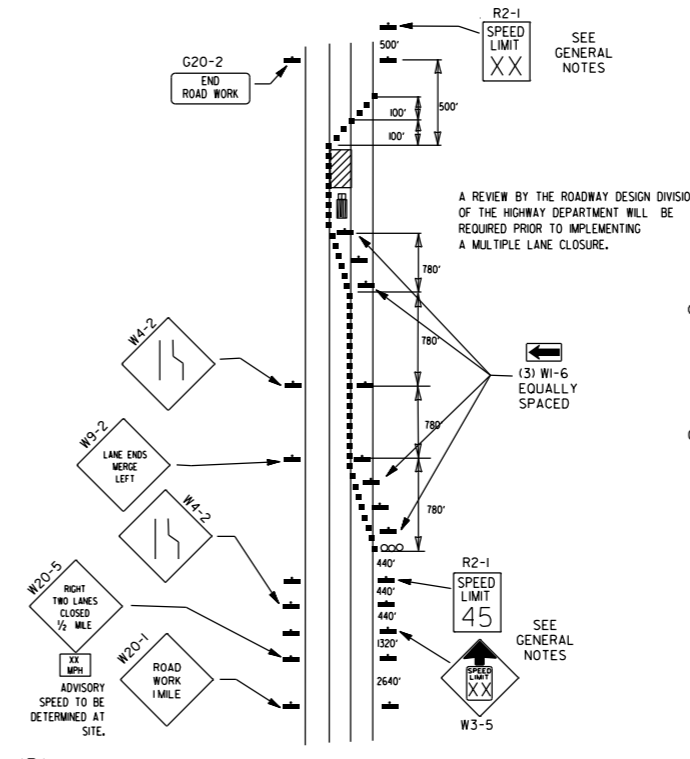 R2-1
SPEED
LIMIT
XX
SEE
GENERAL
NOTES
500'
G20-2
END
ROAD WORK
500'
100'
100'
A REVIEW BY THE ROADWAY DESIGN DIVISIO
OF THE HIGHWAY DEPARTMENT WILL BE
REQUIRED PRIOR TO IMPLEMENTING
A MULTIPLE LANE CLOSURE.
780'
780'
W4-2
(3) W1-6
EQUALLY
SPACED
780'
W9-2
LANE ENDS
MERGE
LEFT
780'
W4-2
440'
R2-1
SPEED
LIMIT
45
440'
W20-5
RIGHT
TWO LANES
CLOSED
1/2 MILE
XX
MPH
ADVISORY
SPEED TO BE
DETERMINED AT
SITE.
440'
SEE
GENERAL
NOTES
1320'
W20-1
ROAD
WORK
1 MILE
2640'
SPEED
LIMIT
XX
W3-5